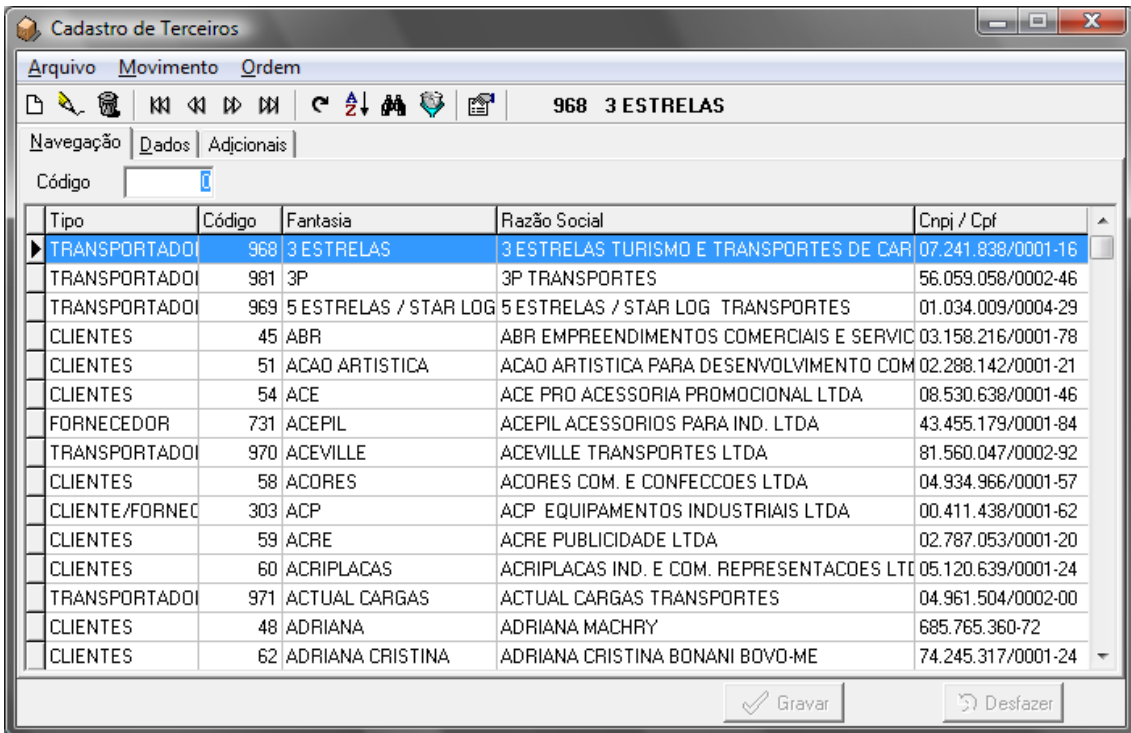 Cadastro de Terceiros
Arquivo Movimento Ordem
968 3 ESTRELAS
Navegação Dados Adicionais
Código 0
Tipo Código Fantasia Razão Social Cnpj / Cpf
TRANSPORTADOI 968 3 ESTRELAS 3 ESTRELAS TURISMO E TRANSPORTES DE CAR 07.241.838/0001-16
TRANSPORTADOI 981 3P 3P TRANSPORTES 56.059.058/0002-46
TRANSPORTADOI 969 5 ESTRELAS / STAR LOG 5 ESTRELAS / STAR LOG TRANSPORTES 01.034.009/0004-29
CLIENTES 45 ABR ABR EMPREENDIMENTOS COMERCIAIS E SERVIC 03.158.216/0001-78
CLIENTES 51 ACAO ARTISTICA ACAO ARTISTICA PARA DESENVOLVIMENTO COM 02.288.142/0001-21
CLIENTES 54 ACE ACE PRO ACESSORIA PROMOCIONAL LTDA 08.530.638/0001-46
FORNECEDOR 731 ACEPIL ACEPIL ACESSORIOS PARA IND. LTDA 43.455.179/0001-84
TRANSPORTADOI 970 ACEVILLE ACEVILLE TRANSPORTES LTDA 81.560.047/0002-92
CLIENTES 58 ACORES ACORES COM. E CONFECCOES LTDA 04.934.966/0001-57
CLIENTE/FORNEC 303 ACP ACP EQUIPAMENTOS INDUSTRIAIS LTDA 00.411.438/0001-62
CLIENTES 59 ACRE ACRE PUBLICIDADE LTDA 02.787.053/0001-20
CLIENTES 60 ACRIPLACAS ACRIPLACAS IND. E COM. REPRESENTACOES LTD 05.120.639/0001-24
TRANSPORTADOI 971 ACTUAL CARGAS ACTUAL CARGAS TRANSPORTES 04.961.504/0002-00
CLIENTES 48 ADRIANA ADRIANA MACHRY 685.765.360-72
CLIENTES 62 ADRIANA CRISTINA ADRIANA CRISTINA BONANI BOVO-ME 74.245.317/0001-24
Gravar Desfazer